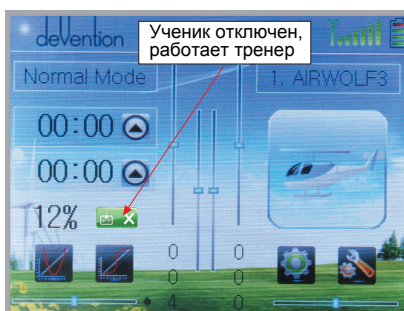 devention
Ученик отключен,
работает тренер
Normal Mode
1. AIRWOLF3
00:00
00:00
12%
0 0
0 0
4 0